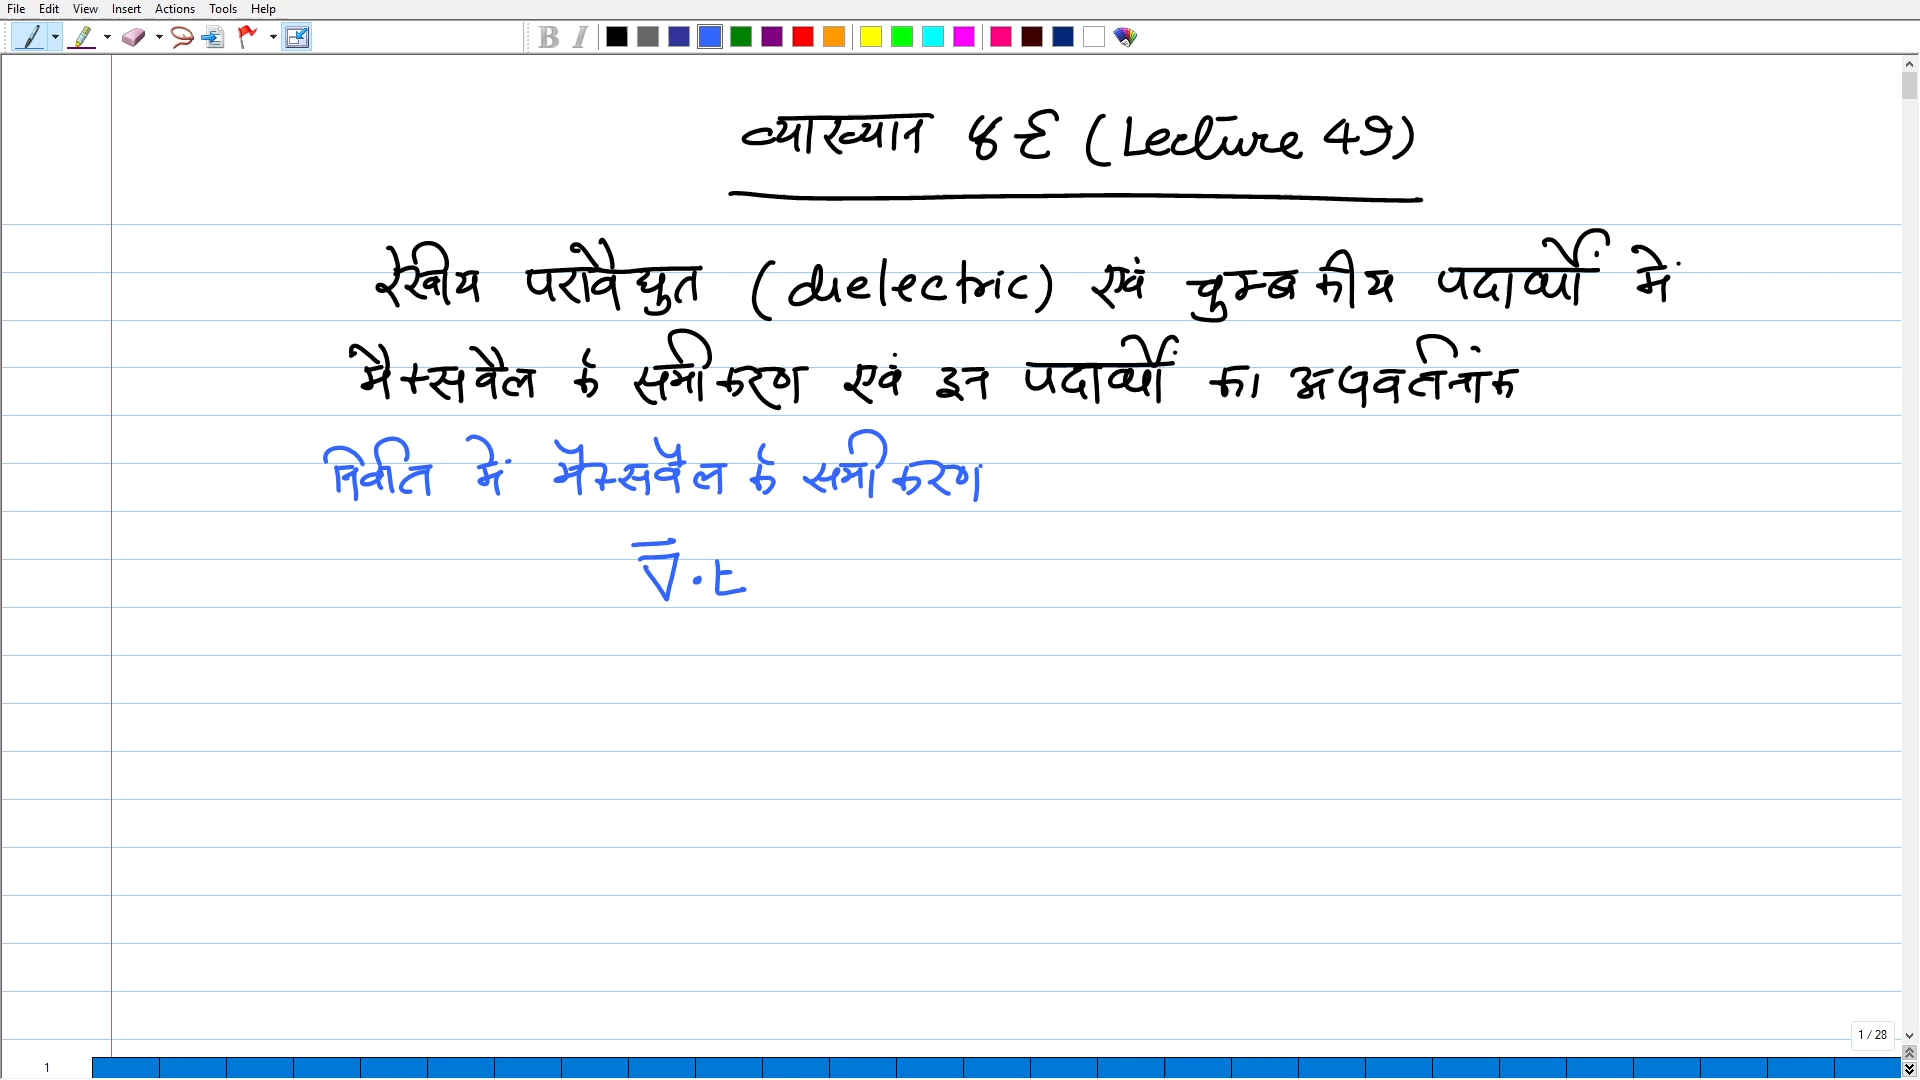 File Edit View Insert Actions Tools Help
B I
व्याख्यान ४९ (Lecture 49)
रेखीय परावैद्युत (dielectric) एवं चुम्बकीय पदार्थों में
मैक्सवैल के समीकरण एवं इन पदार्थों का अपवर्तनांक
निर्वात में मैक्सवैल के समीकरण
∇⃗·E
1 / 28
1